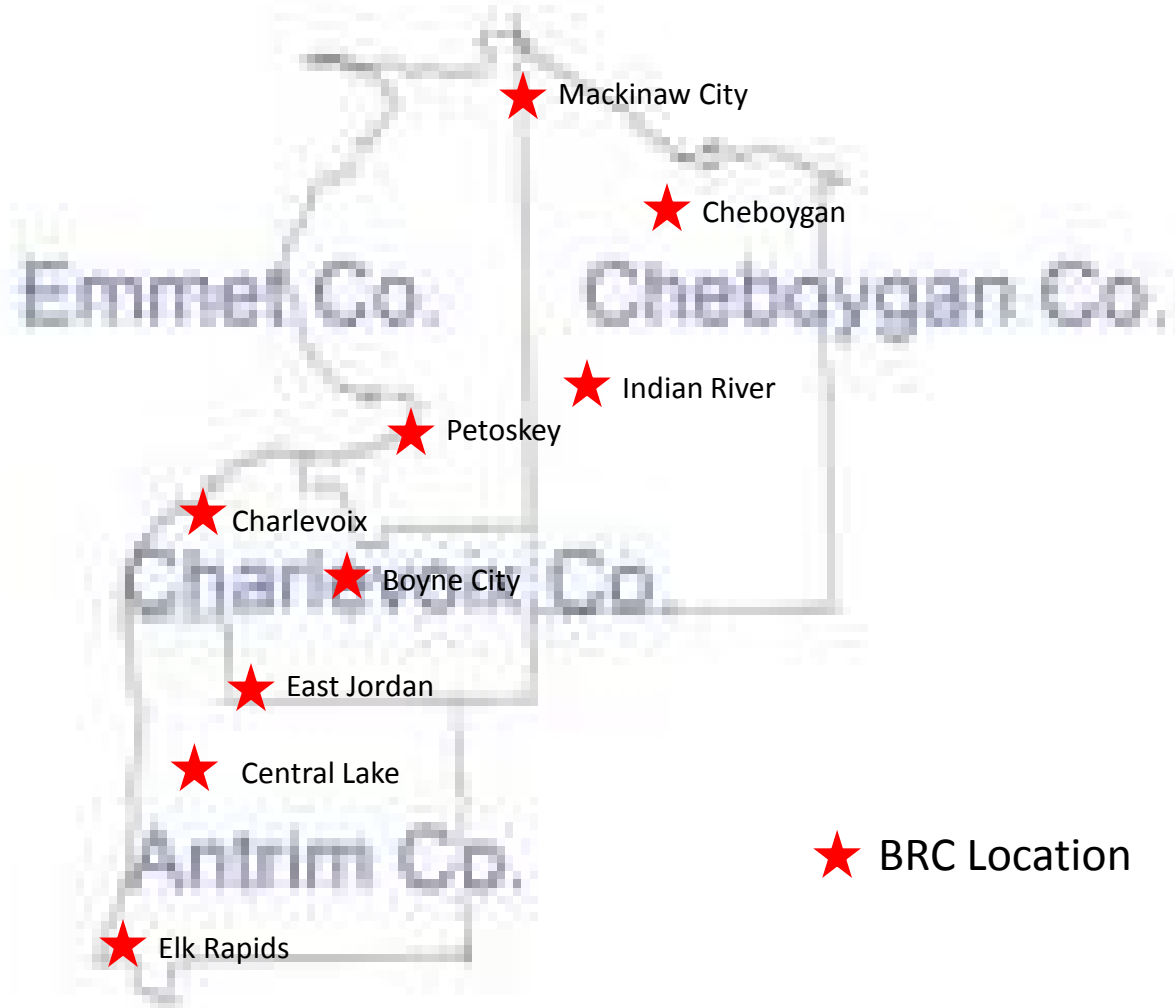 Mackinaw City
Cheboygan
Emmet Co.
Cheboygan Co.
Indian River
Petoskey
Charlevoix
Charlevoix Co.
Boyne City
East Jordan
Central Lake
Antrim Co.
BRC Location
Elk Rapids